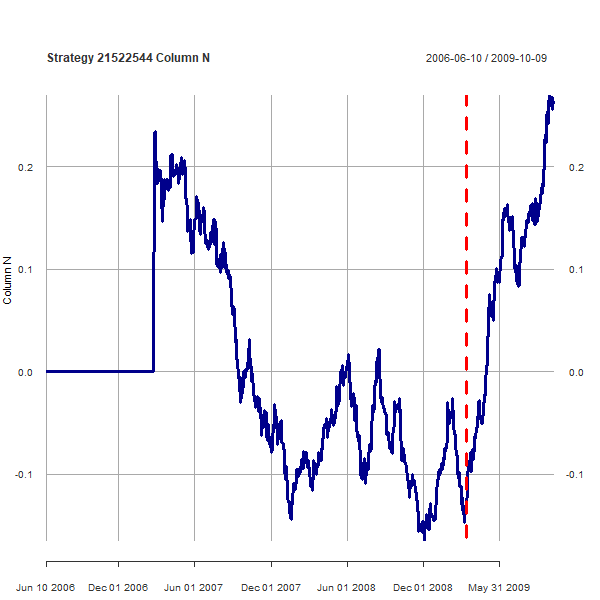 Strategy 21522544 Column N
2006-06-10 / 2009-10-09
0.2
0.2
0.1
0.1
Column N
0.0
0.0
-0.1
-0.1
Jun 10 2006
Dec 01 2006
Jun 01 2007
Dec 01 2007
Jun 01 2008
Dec 01 2008
May 31 2009